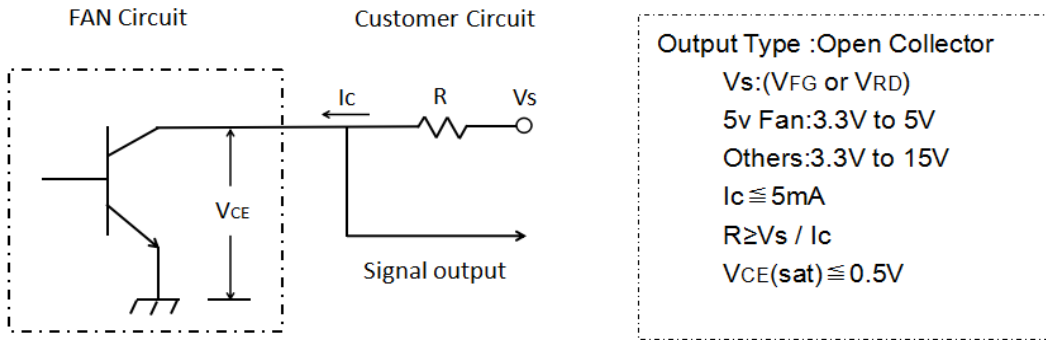 FAN Circuit
Customer Circuit
Ic
R
Vs
VCE
Signal output
Output Type :Open Collector
Vs:(VFG or VRD)
5v Fan:3.3V to 5V
Others:3.3V to 15V
Ic≦5mA
R≥Vs / Ic
VCE(sat)≦0.5V